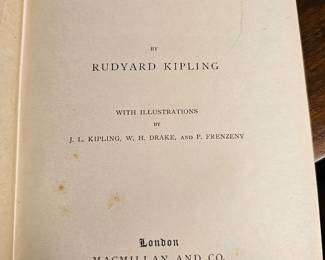 BY
RUDYARD KIPLING
WITH ILLUSTRATIONS
BY
J. L. KIPLING, W. H. DRAKE, AND P. FRENZENY
London
MACMILLAN AND CO.